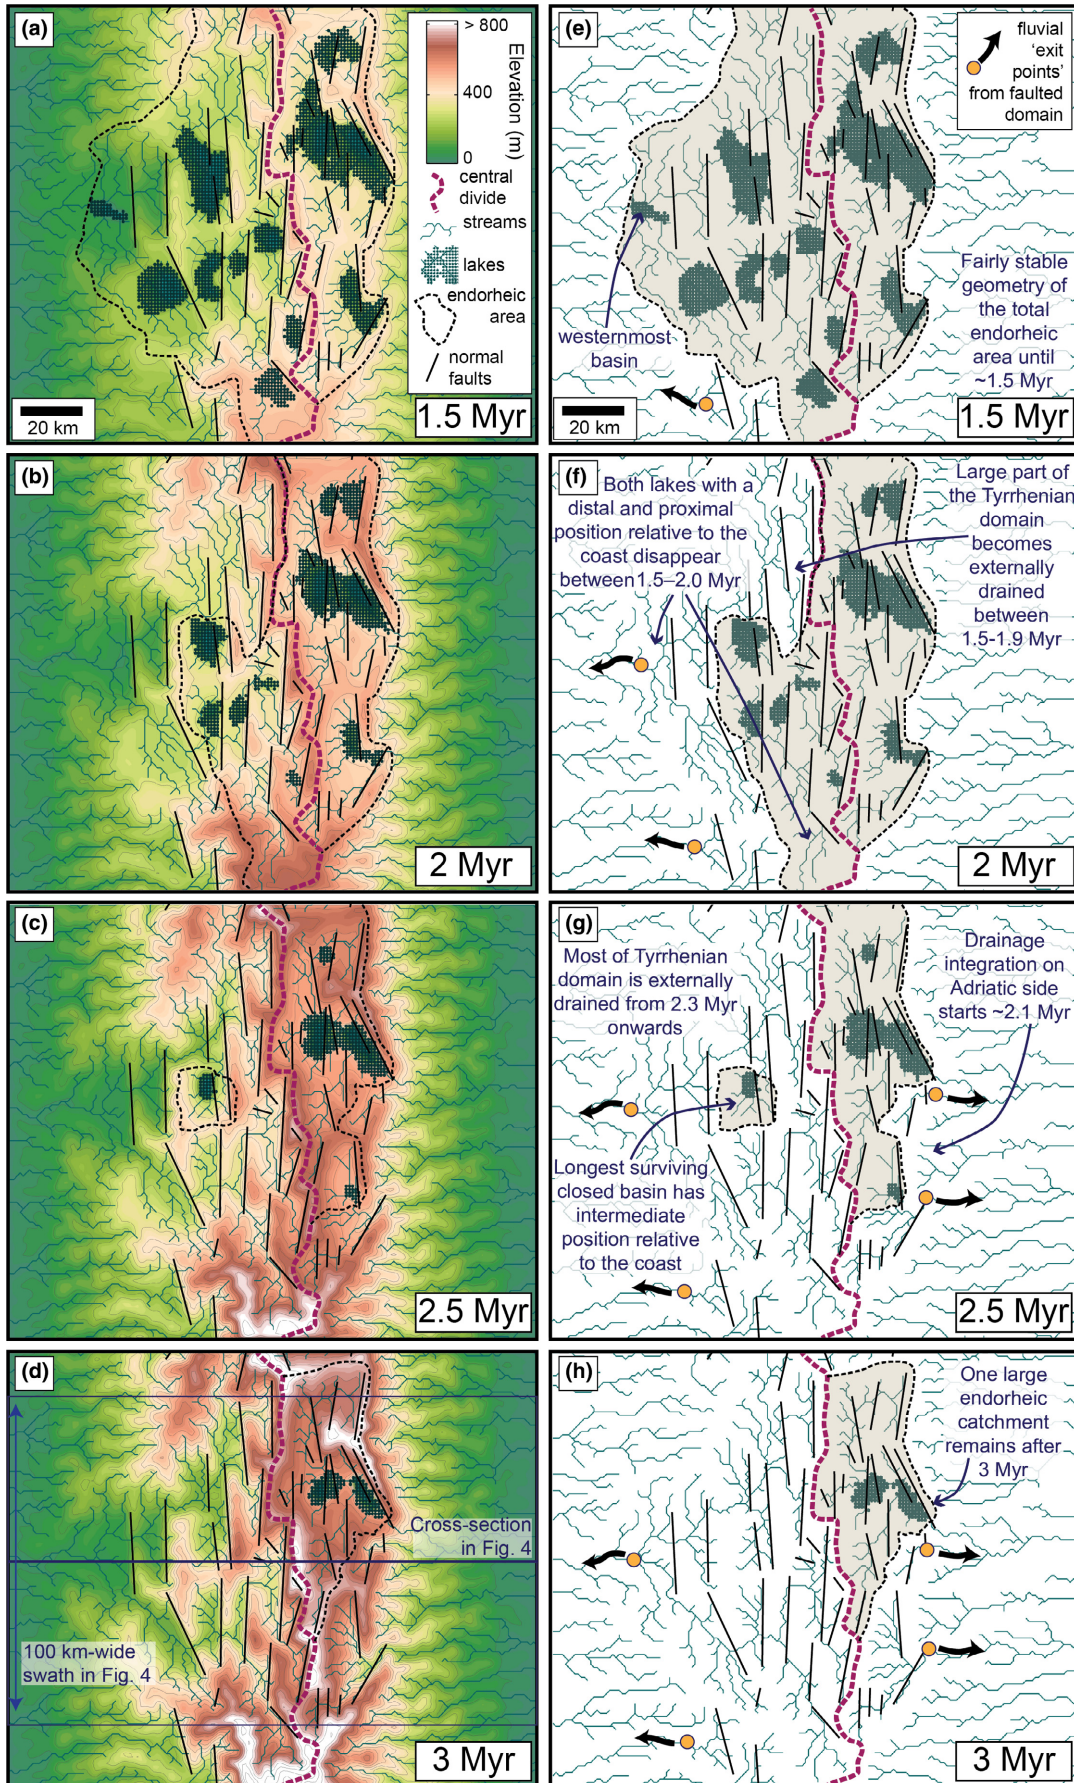 (a)
> 800
400
0
Elevation (m)
central
divide
streams
lakes
endorheic
area
normal
faults
20 km
1.5 Myr
(e)
fluvial
‘exit
points’
from faulted
domain
westernmost
basin
Fairly stable
geometry of
the total
endorheic
area until
~1.5 Myr
20 km
1.5 Myr
(b)
2 Myr
(f)
Both lakes with a
distal and proximal
position relative to the
coast disappear
between1.5–2.0 Myr
Large part of
the Tyrrhenian
domain
becomes
externally
drained
between
1.5-1.9 Myr
2 Myr
(c)
2.5 Myr
(g)
Most of Tyrrhenian
domain is externally
drained from 2.3 Myr
onwards
Drainage
integration on
Adriatic side
starts ~2.1 Myr
Longest surviving
closed basin has
intermediate
position relative
to the coast
2.5 Myr
(d)
Cross-section
in Fig. 4
100 km-wide
swath in Fig. 4
3 Myr
(h)
One large
endorheic
catchment
remains after
3 Myr
3 Myr